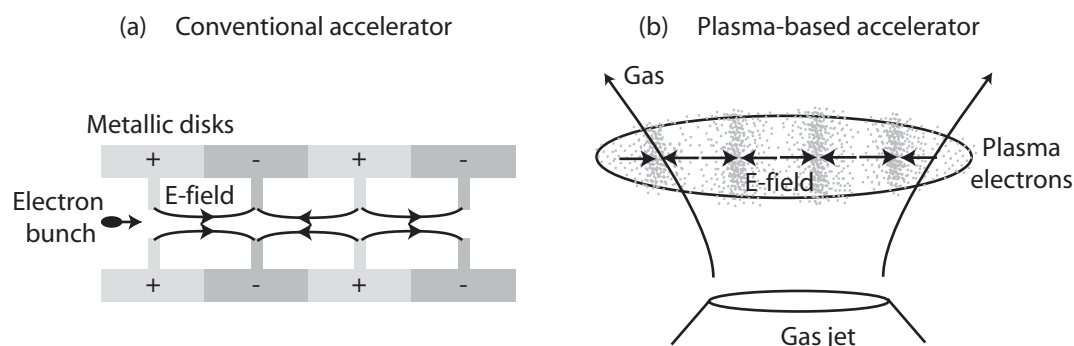 (a) Conventional accelerator
Metallic disks
+ - + -
E-field
Electron
bunch
+ - + -
(b) Plasma-based accelerator
Gas
E-field
Plasma
electrons
Gas jet